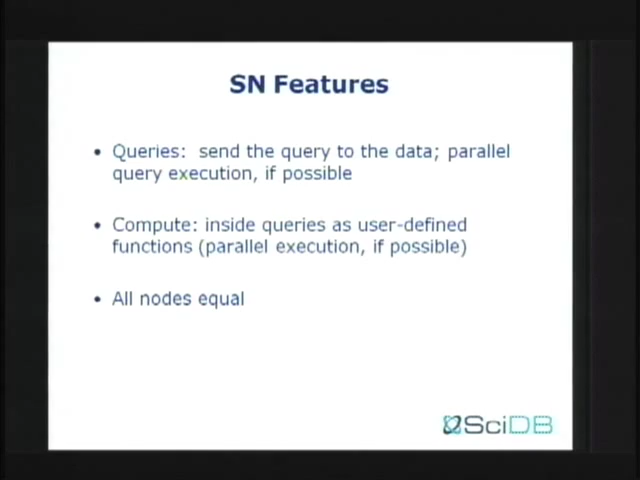 SN Features
• Queries: send the query to the data; parallel
query execution, if possible
• Compute: inside queries as user-defined
functions (parallel execution, if possible)
• All nodes equal
SciDB